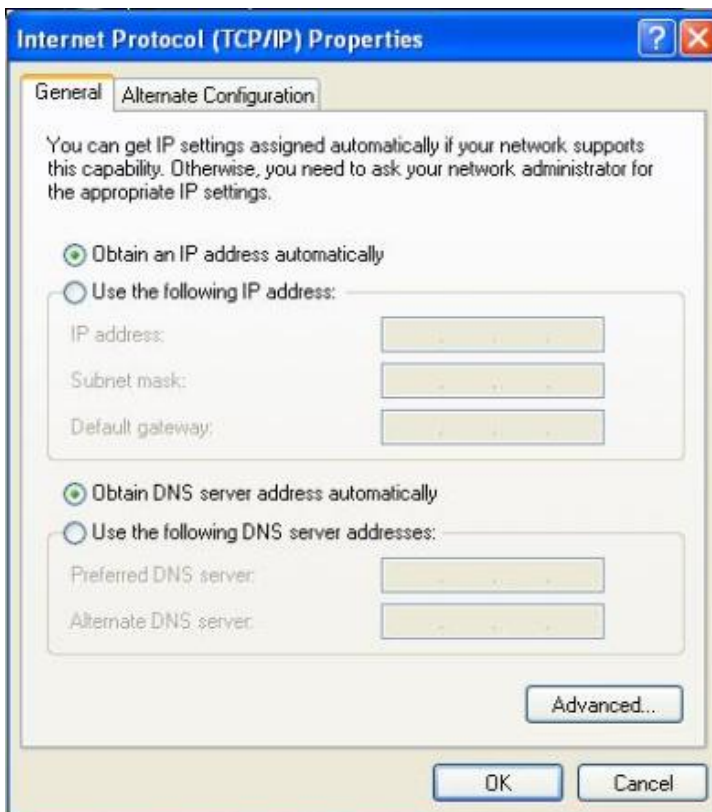 Internet Protocol (TCP/IP) Properties
?
General
Alternate Configuration
You can get IP settings assigned automatically if your network supports
this capability. Otherwise, you need to ask your network administrator for
the appropriate IP settings.
Obtain an IP address automatically
Use the following IP address:
IP address:
Subnet mask:
Default gateway:
Obtain DNS server address automatically
Use the following DNS server addresses:
Preferred DNS server:
Alternate DNS server:
Advanced...
OK
Cancel